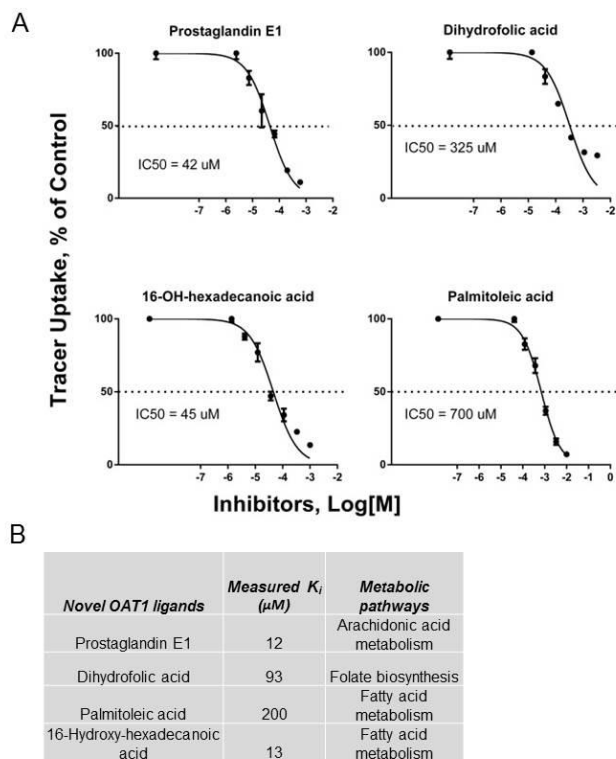 A
Prostaglandin E1
Dihydrofolic acid
100
50
0
IC50 = 42 uM
-7 -6 -5 -4 -3 -2
100
50
0
IC50 = 325 uM
-7 -6 -5 -4 -3 -2
Tracer Uptake, % of Control
16-OH-hexadecanoic acid
Palmitoleic acid
100
50
0
IC50 = 45 uM
-7 -6 -5 -4 -3 -2 -1 0
100
50
0
IC50 = 700 uM
-7 -6 -5 -4 -3 -2 -1 0
Inhibitors, Log[M]
B
Novel OAT1 ligands
Measured Ki
(µM)
Metabolic
pathways
Prostaglandin E1
12
Arachidonic acid
metabolism
Dihydrofolic acid
93
Folate biosynthesis
Palmitoleic acid
200
Fatty acid
metabolism
16-Hydroxy-hexadecanoic
acid
13
Fatty acid
metabolism